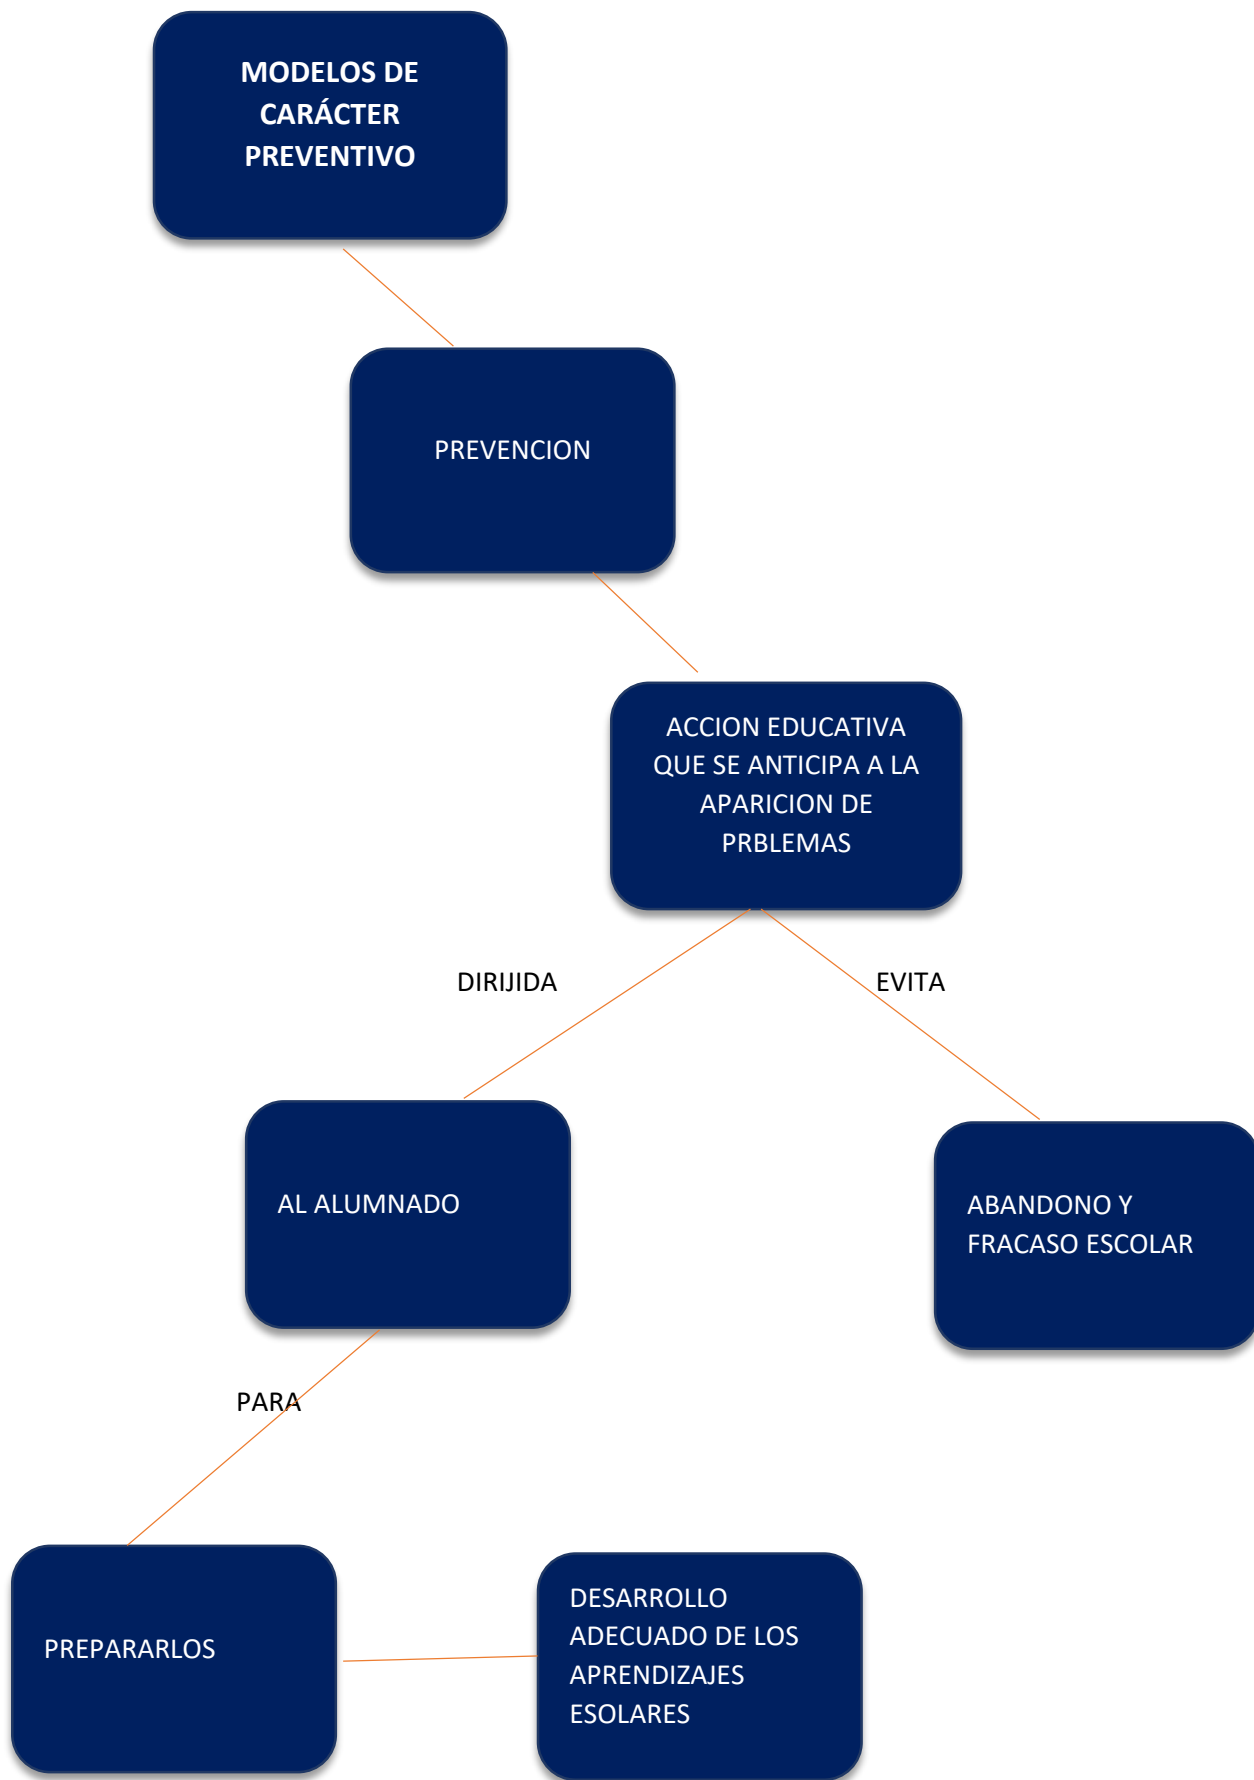 MODELOS DE
CARÁCTER
PREVENTIVO
PREVENCION
ACCION EDUCATIVA
QUE SE ANTICIPA A LA
APARICION DE
PRBLEMAS
DIRIJIDA
EVITA
AL ALUMNADO
ABANDONO Y
FRACASO ESCOLAR
PARA
PREPARARLOS
DESARROLLO
ADECUADO DE LOS
APRENDIZAJES
ESOLARES